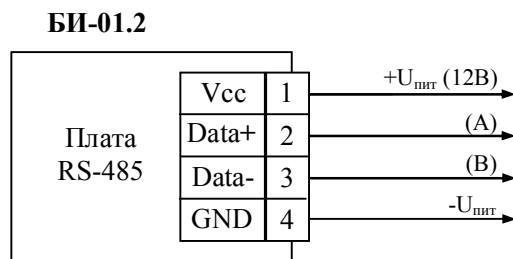 БИ-01.2
Плата
RS-485
Vcc 1 +Uпит (12В)
Data+ 2 (A)
Data- 3 (B)
GND 4 -Uпит